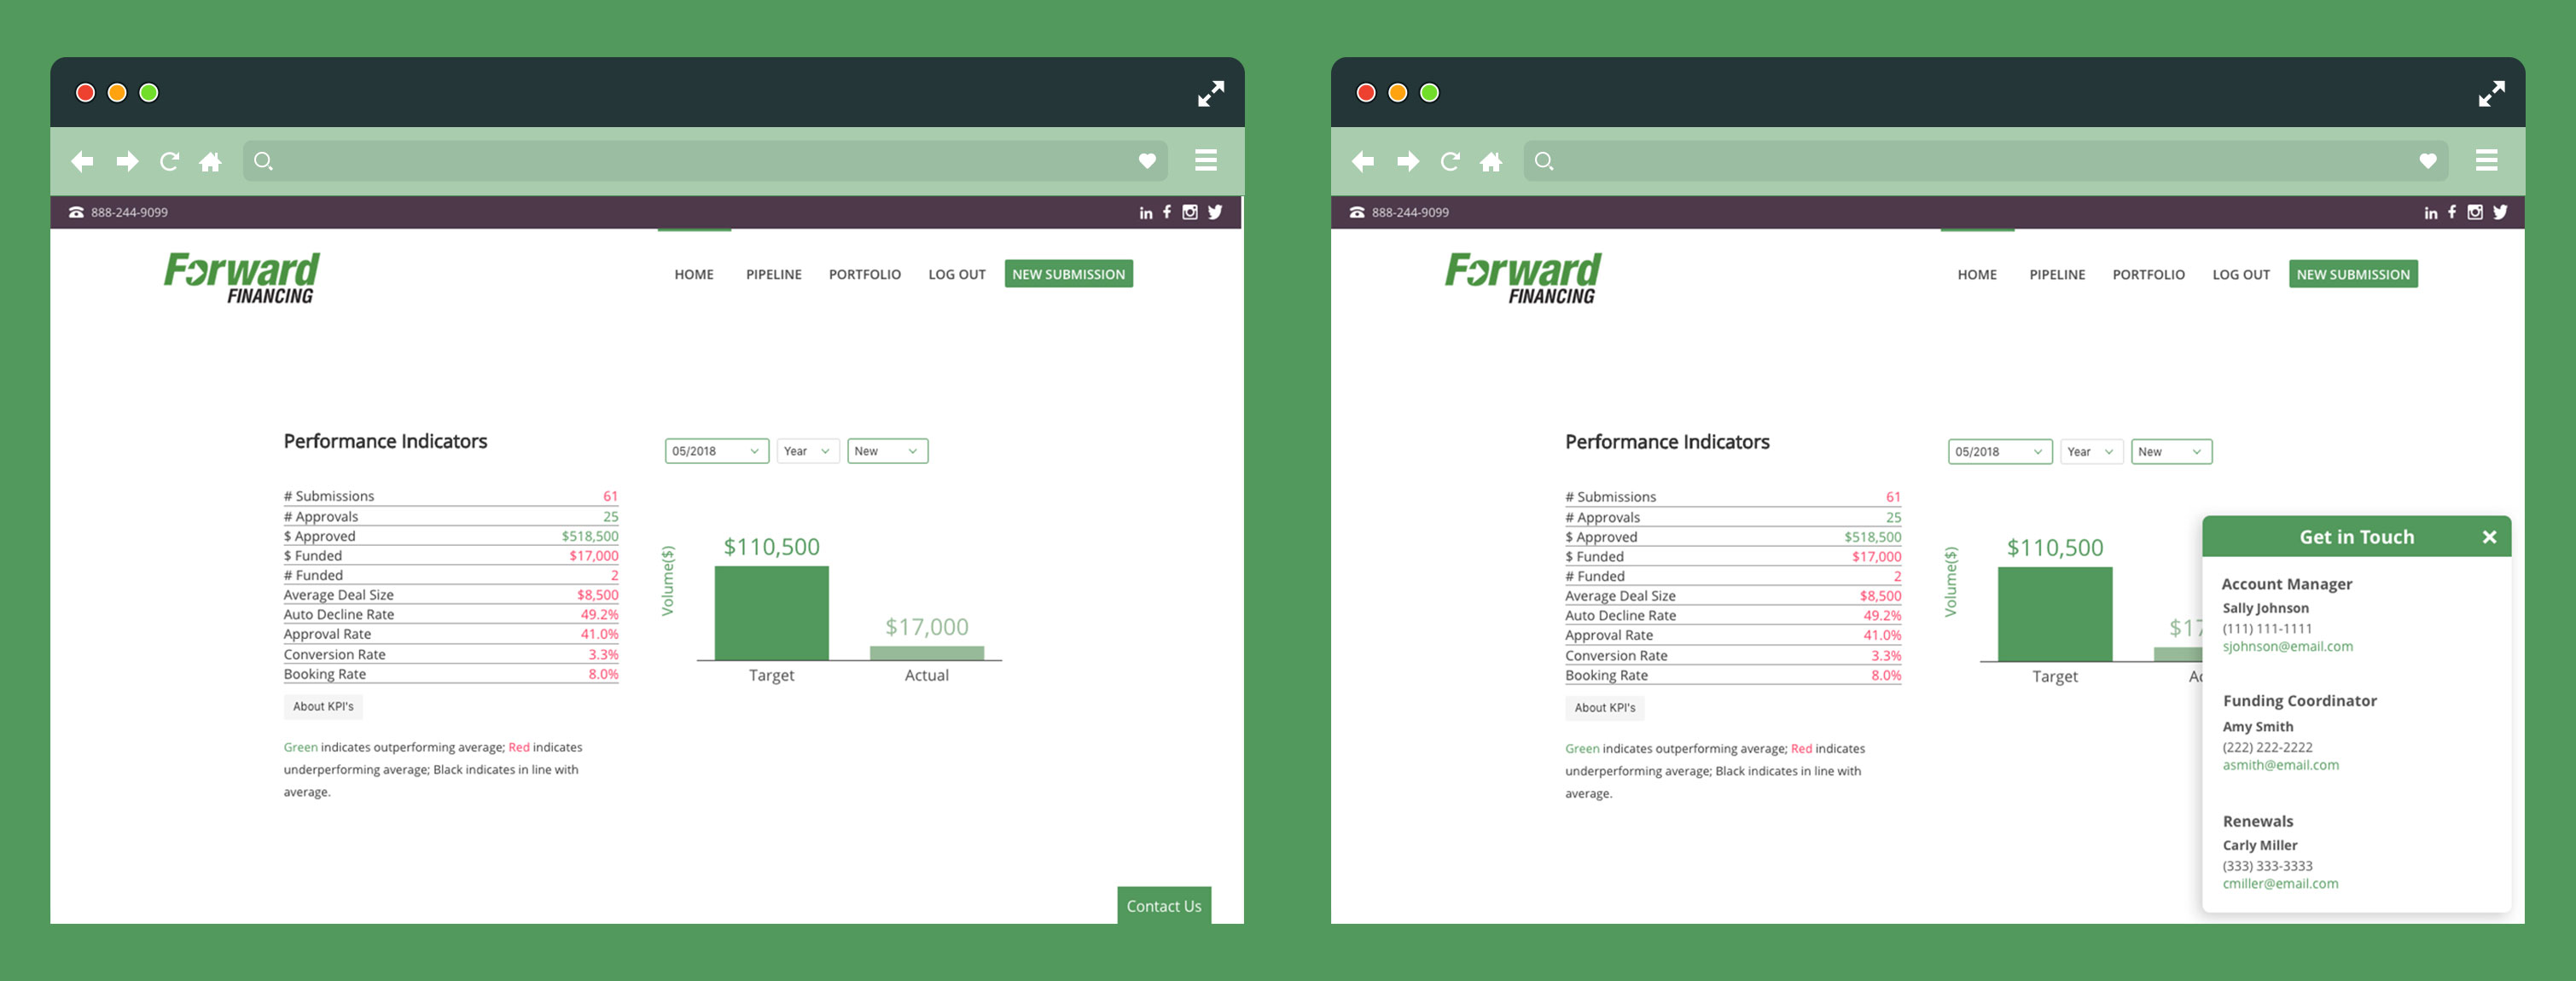 888-244-9099
in f
Forward
FINANCING
HOME PIPELINE PORTFOLIO LOG OUT NEW SUBMISSION
Performance Indicators
05/2018 Year New
# Submissions 61
# Approvals 25
$ Approved $518,500
$ Funded $17,000
# Funded 2
Average Deal Size $8,500
Auto Decline Rate 49.2%
Approval Rate 41.0%
Conversion Rate 3.3%
Booking Rate 8.0%
About KPI's
Green indicates outperforming average; Red indicates
underperforming average; Black indicates in line with
average.
Volume($)
$110,500
$17,000
Target Actual
Contact Us
888-244-9099
in f
Forward
FINANCING
HOME PIPELINE PORTFOLIO LOG OUT NEW SUBMISSION
Performance Indicators
05/2018 Year New
# Submissions 61
# Approvals 25
$ Approved $518,500
$ Funded $17,000
# Funded 2
Average Deal Size $8,500
Auto Decline Rate 49.2%
Approval Rate 41.0%
Conversion Rate 3.3%
Booking Rate 8.0%
About KPI's
Green indicates outperforming average; Red indicates
underperforming average; Black indicates in line with
average.
Volume($)
$110,500
$17
Target Ac
Get in Touch
Account Manager
Sally Johnson
(111) 111-1111
sjohnson@email.com
Funding Coordinator
Amy Smith
(222) 222-2222
asmith@email.com
Renewals
Carly Miller
(333) 333-3333
cmiller@email.com